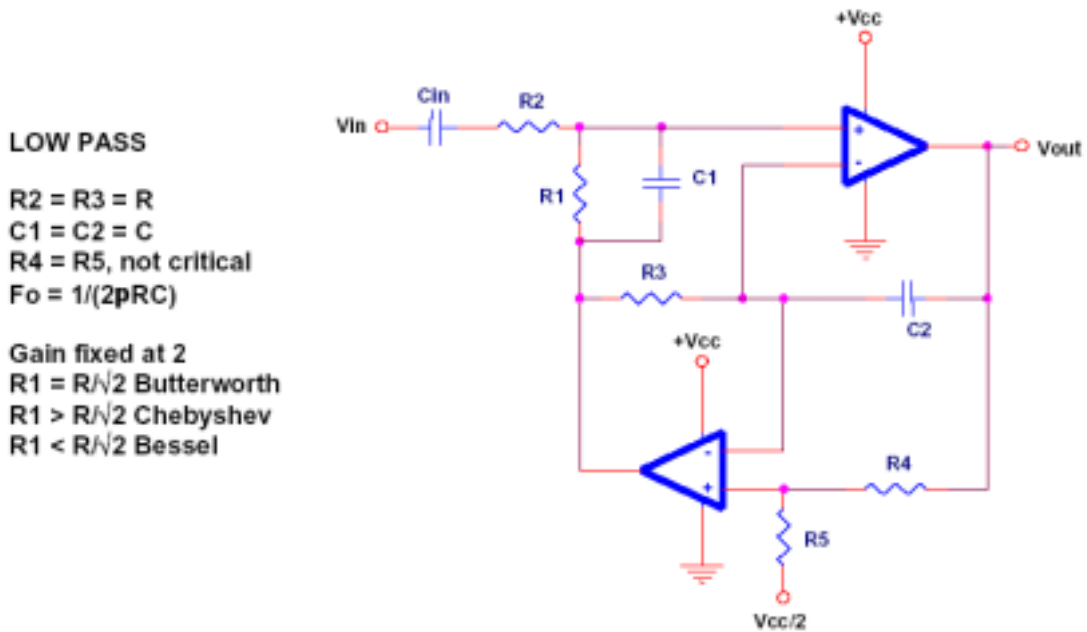 LOW PASS
R2 = R3 = R
C1 = C2 = C
R4 = R5, not critical
Fo = 1/(2pRC)
Gain fixed at 2
R1 = R/√2 Butterworth
R1 > R/√2 Chebyshev
R1 < R/√2 Bessel
+Vcc
Cin
R2
Vin
+
-
Vout
R1
C1
R3
C2
+Vcc
-
+
R4
R5
Vcc/2